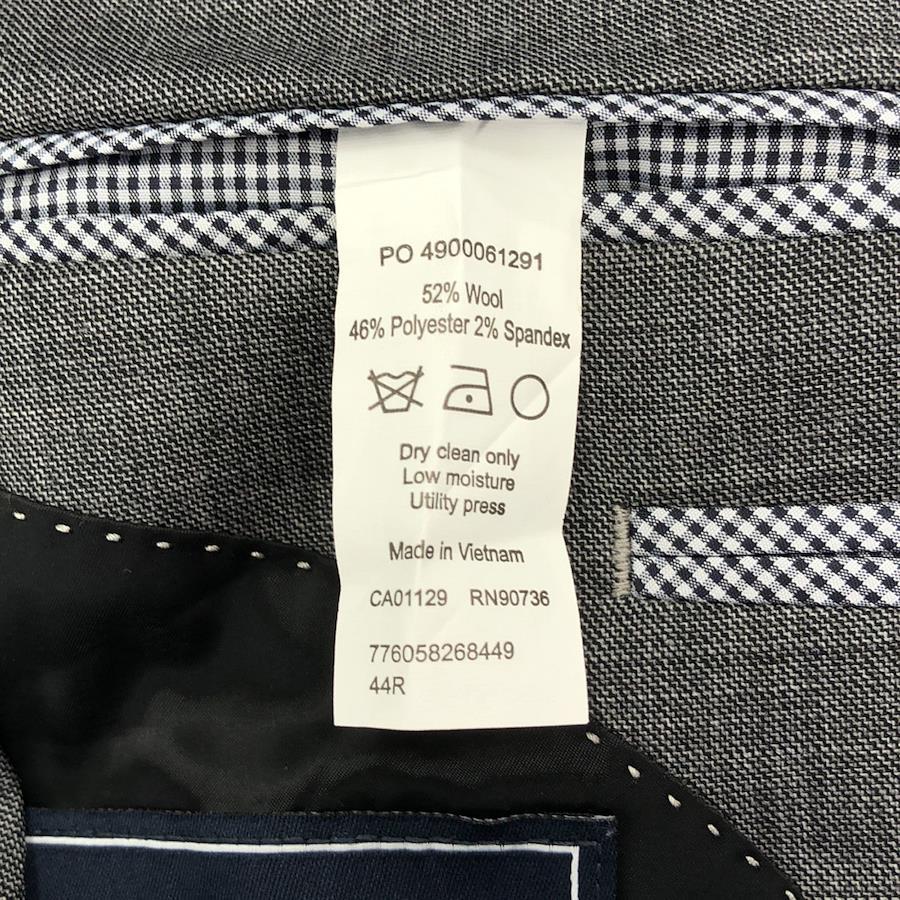 PO 4900061291
52% Wool
46% Polyester 2% Spandex
Dry clean only
Low moisture
Utility press
Made in Vietnam
CA01129 RN90736
776058268449
44R